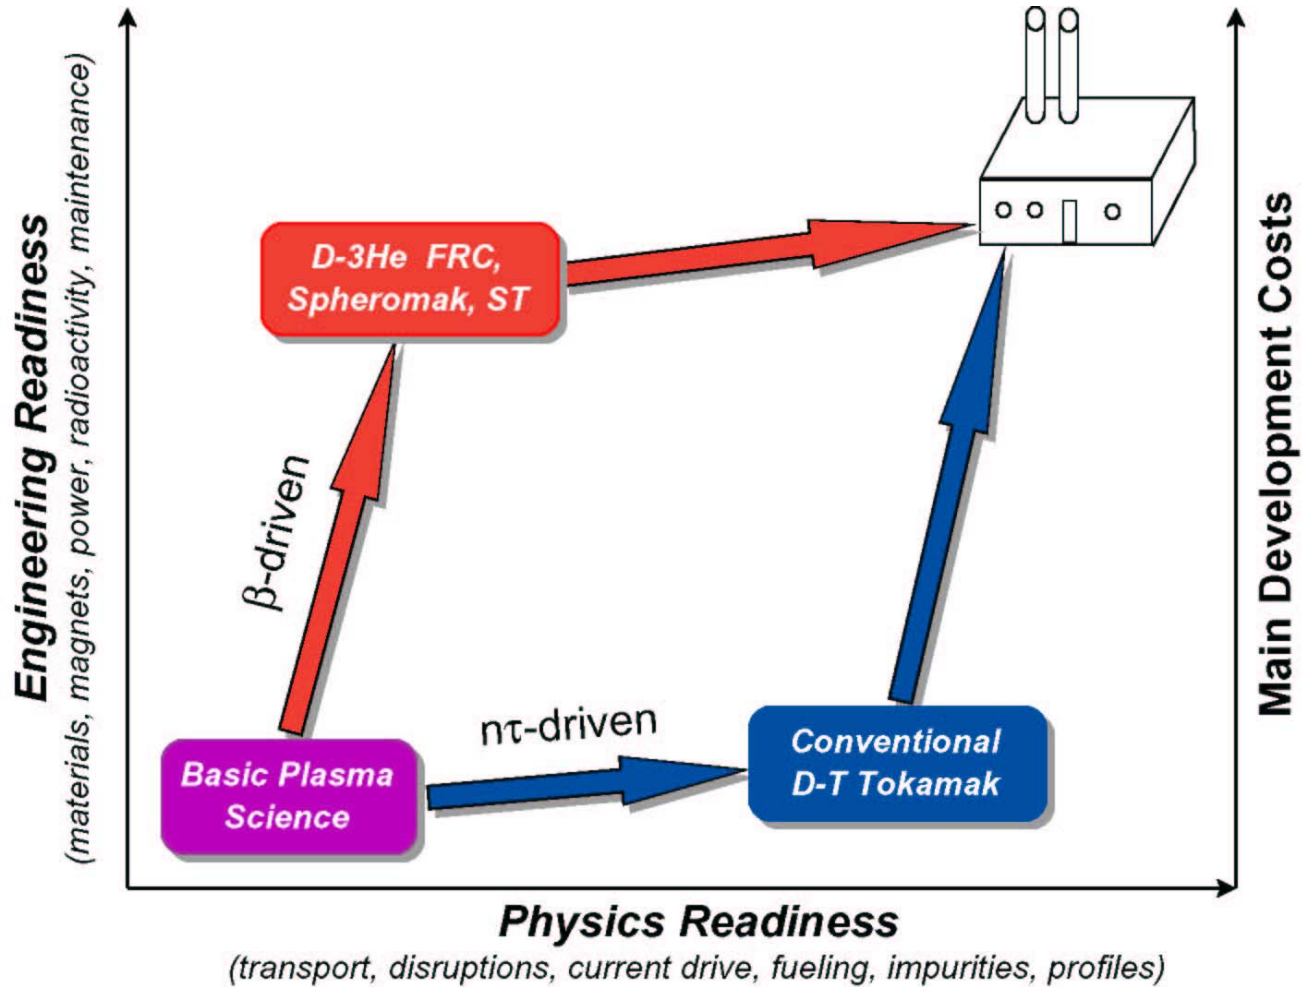 Engineering Readiness
(materials, magnets, power, radioactivity, maintenance)
D-3He FRC,
Spheromak, ST
β-driven
Basic Plasma
Science
nτ-driven
Conventional
D-T Tokamak
Main Development Costs
Physics Readiness
(transport, disruptions, current drive, fueling, impurities, profiles)